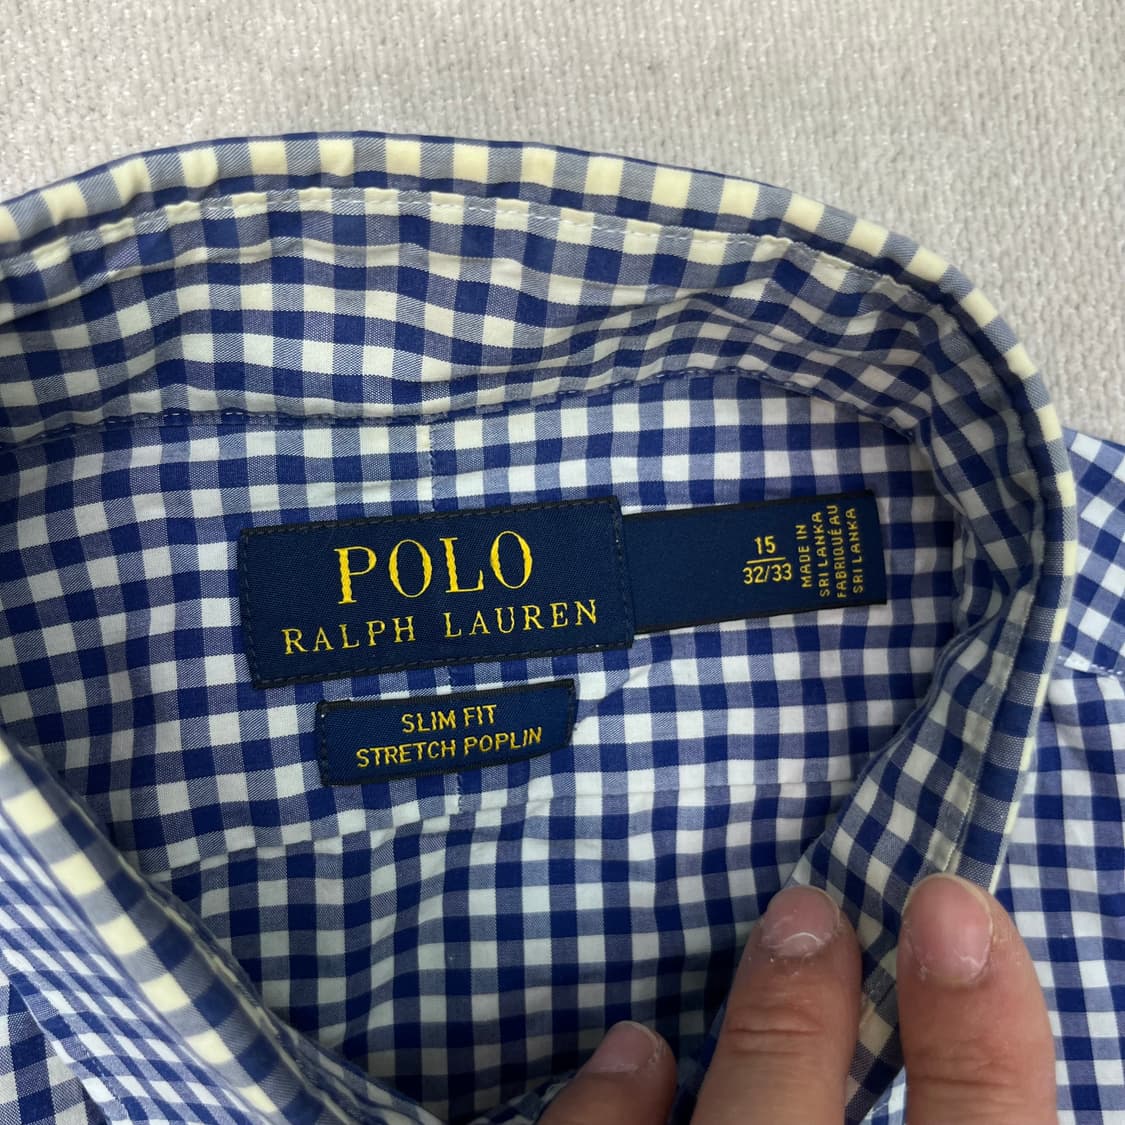 POLO
RALPH LAUREN
15
32/33
MADE IN
SRI LANKA
FABRIQUÉ AU
SRI LANKA
SLIM FIT
STRETCH POPLIN